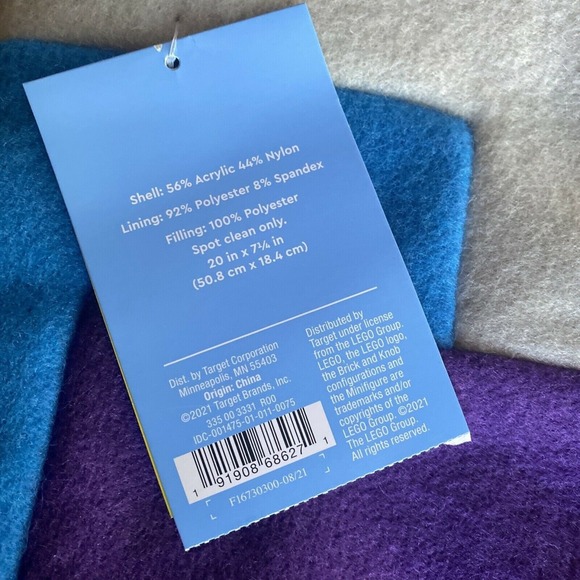 Shell: 56% Acrylic 44% Nylon
Lining: 92% Polyester 8% Spandex
Filling: 100% Polyester
Spot clean only.
20 in x 7¼ in
(50.8 cm x 18.4 cm)
Dist. by Target Corporation
Minneapolis, MN 55403
Origin: China
©2021 Target Brands, Inc.
335 00 3331 R00
IDC-001475-01-011-0075
1 91908 68627 1
F16730300-08/21
Distributed by
Target under license
from the LEGO Group.
LEGO, the LEGO logo,
the Brick and Knob
configurations and
the Minifigure are
trademarks and/or
copyrights of the
LEGO Group. ©2021
The LEGO Group.
All rights reserved.